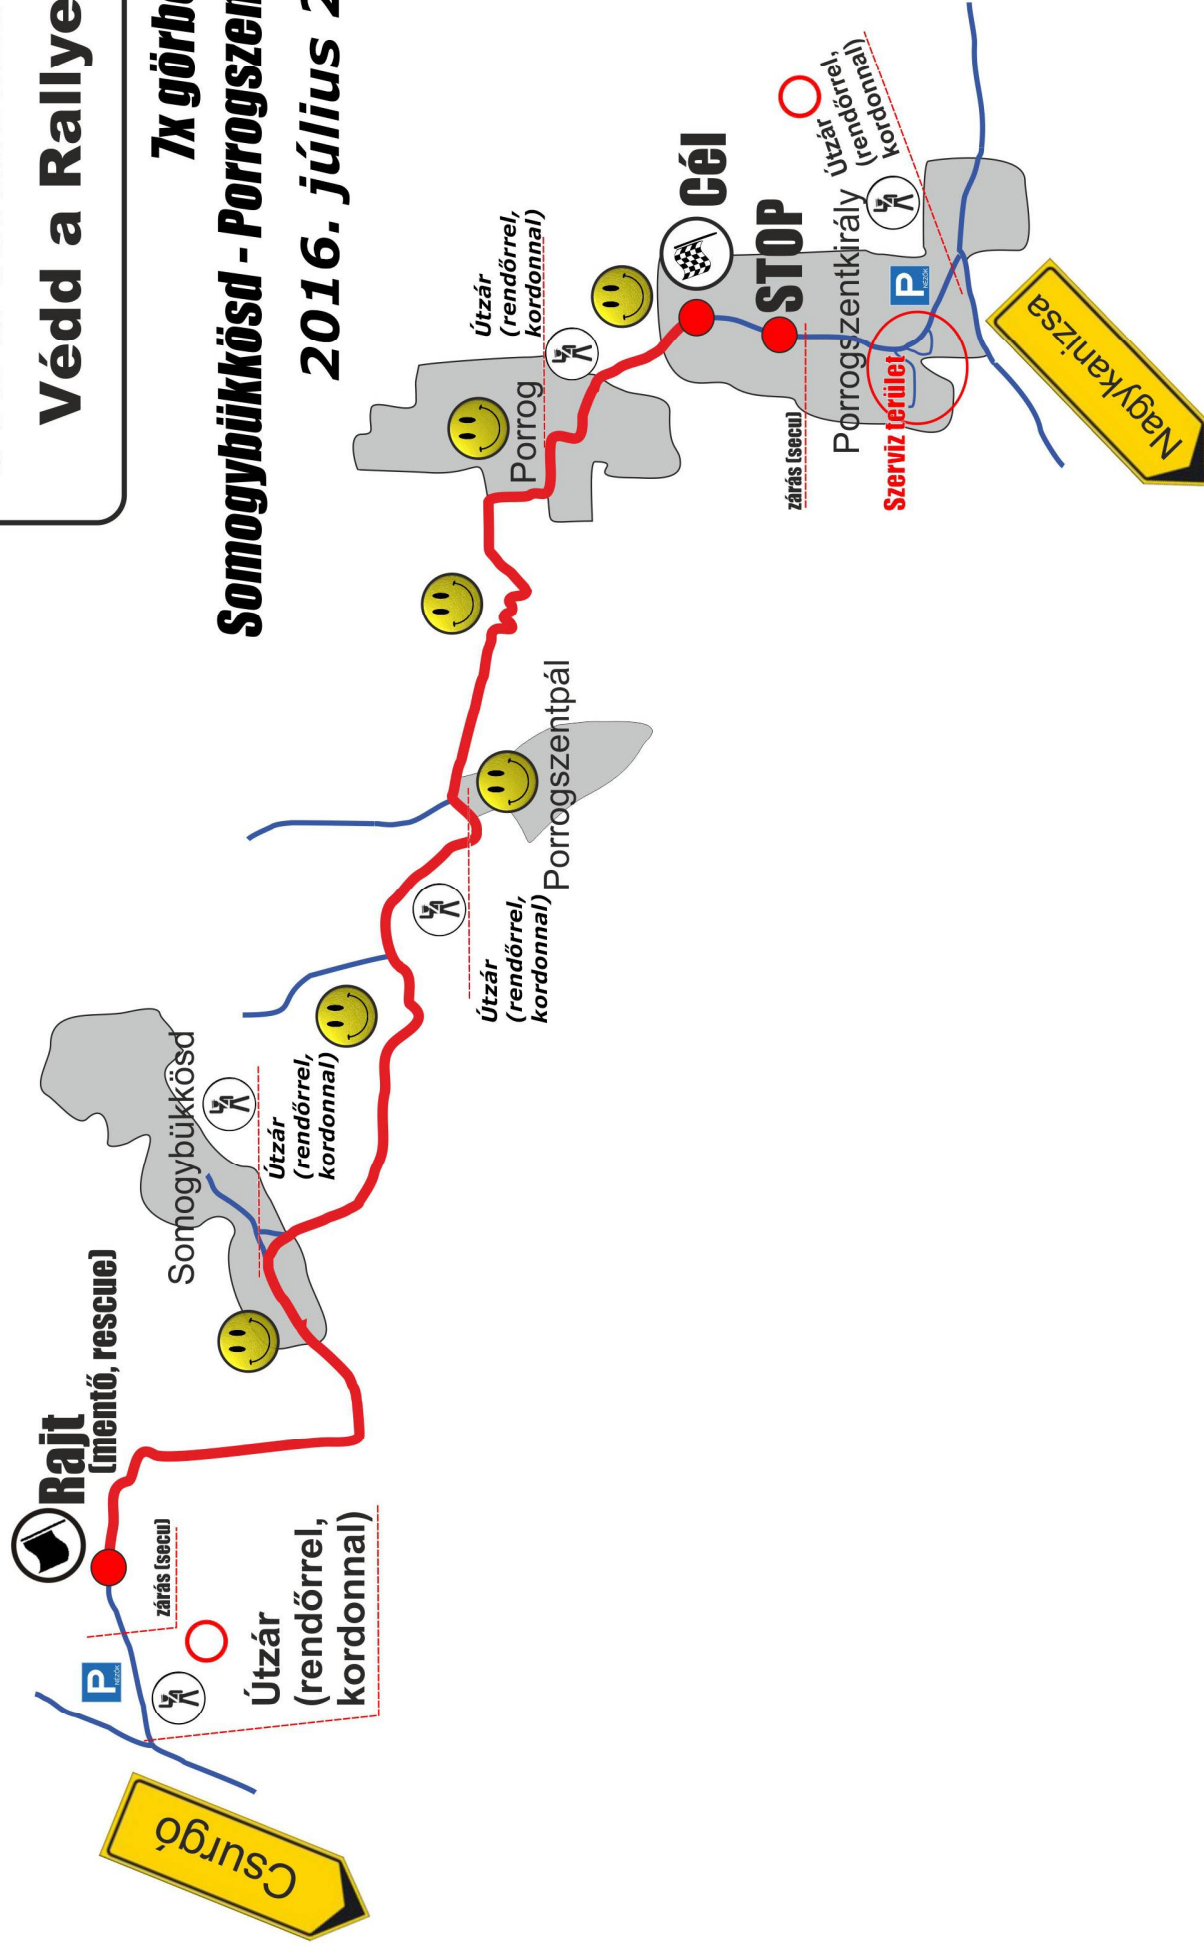 Védd a Rallye
7x görb
Somogybükkösd - Porrogszen
2016. július 2
Rajt
(mentő, rescue)
zárás (secu)
P
NÉZŐK
Útzár
(rendőrrel,
kordonnal)
Csurgó
Somogybükkösd
Útzár
(rendőrrel,
kordonnal)
Útzár
(rendőrrel,
kordonnal)
Porrogszentpál
Porrog
Útzár
(rendőrrel,
kordonnal)
Cél
STOP
zárás (secu)
Porrogszentkirály
Szerviz terület
P
NÉZŐK
Útzár
(rendőrrel,
kordonnal)
Nagykanizsa